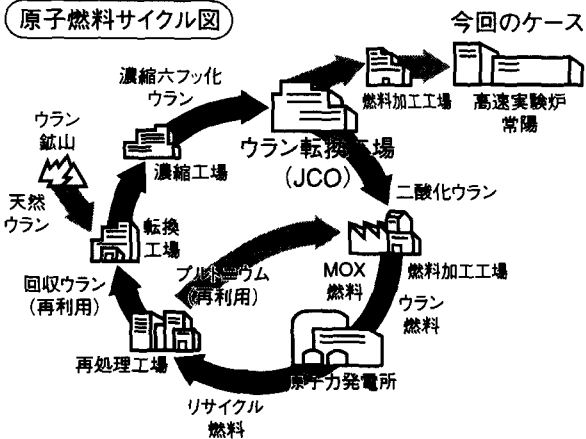 原子燃料サイクル図
今回のケース
濃縮六フッ化
ウラン
燃料加工工場
高速実験炉
常陽
ウラン
鉱山
濃縮工場
ウラン転換工場
(JCO)
天然
ウラン
転換
工場
二酸化ウラン
回収ウラン
(再利用)
プルトニウム
(再利用)
MOX
燃料
燃料加工工場
ウラン
燃料
再処理工場
原子力発電所
リサイクル
燃料